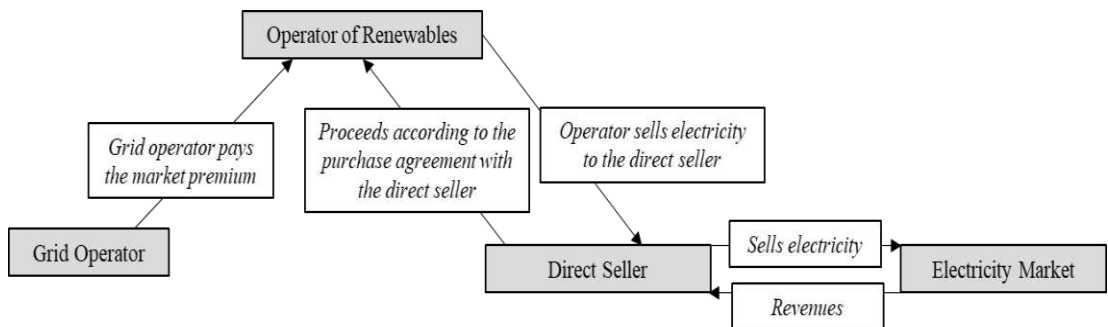 Operator of Renewables
Grid operator pays
the market premium
Proceeds according to the
purchase agreement with
the direct seller
Operator sells electricity
to the direct seller
Grid Operator
Direct Seller
Sells electricity
Electricity Market
Revenues